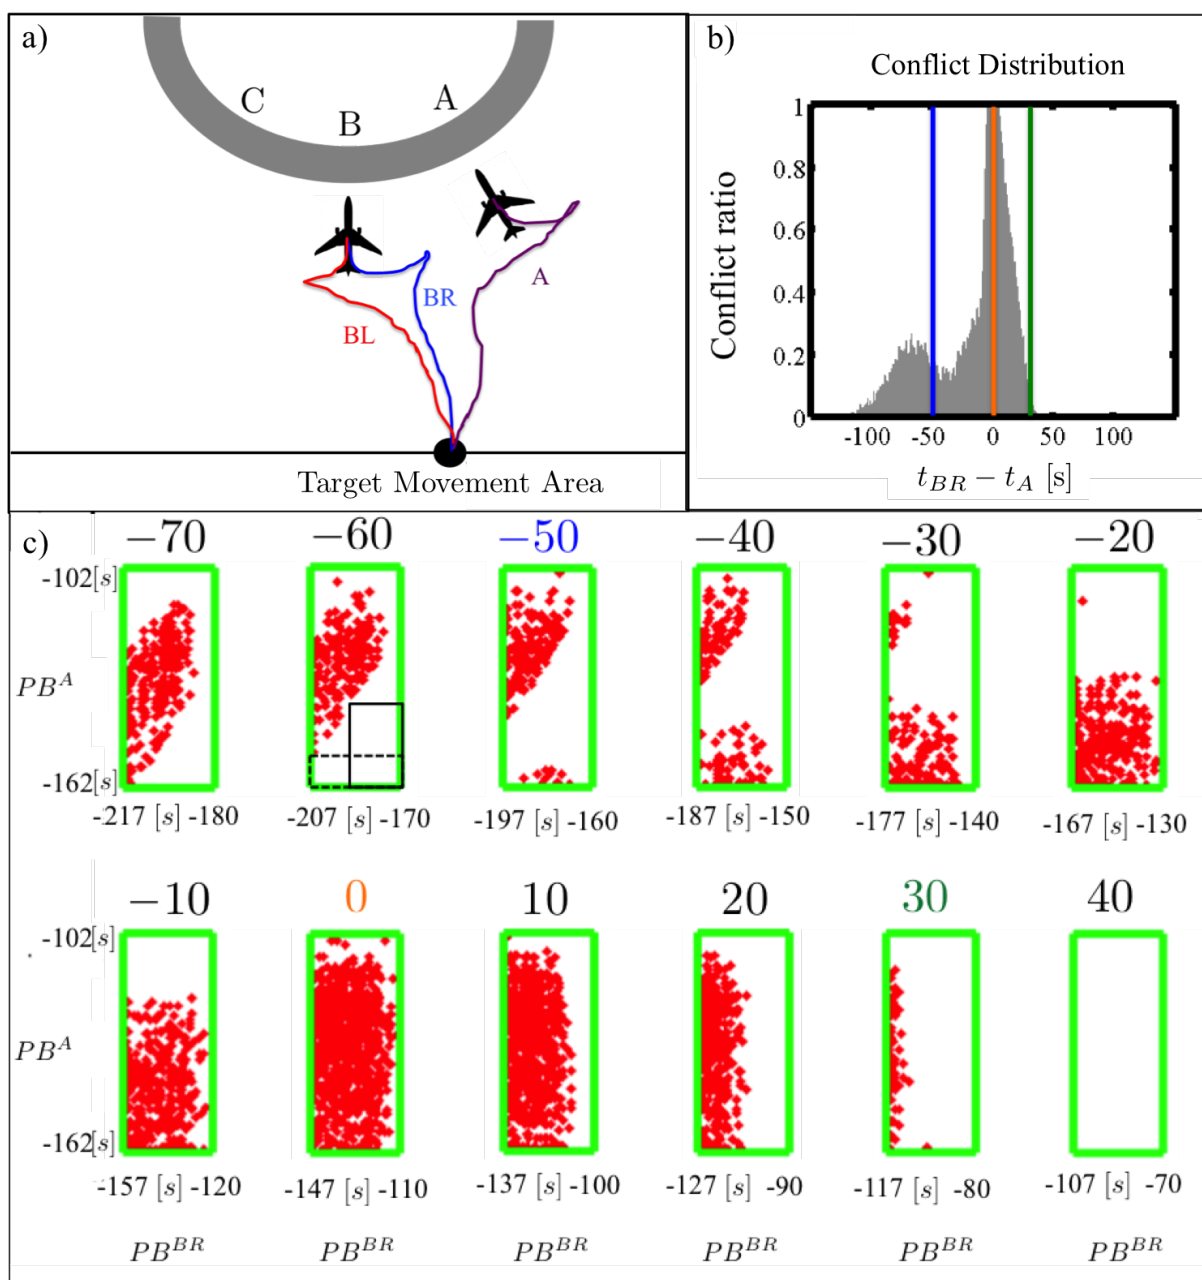 a)
C
B
A
BL
BR
A
Target Movement Area
b)
Conflict Distribution
Conflict ratio
1
0.8
0.6
0.4
0.2
0
-100 -50 0 50 100
t_{BR} − t_A [s]
c)
−70 −60 −50 −40 −30 −20
-102[s]
PB^A
-162[s]
-217 [s] -180 -207 [s] -170 -197 [s] -160 -187 [s] -150 -177 [s] -140 -167 [s] -130
−10 0 10 20 30 40
-102[s]
PB^A
-162[s]
-157 [s] -120 -147 [s] -110 -137 [s] -100 -127 [s] -90 -117 [s] -80 -107 [s] -70
PB^{BR} PB^{BR} PB^{BR} PB^{BR} PB^{BR} PB^{BR}